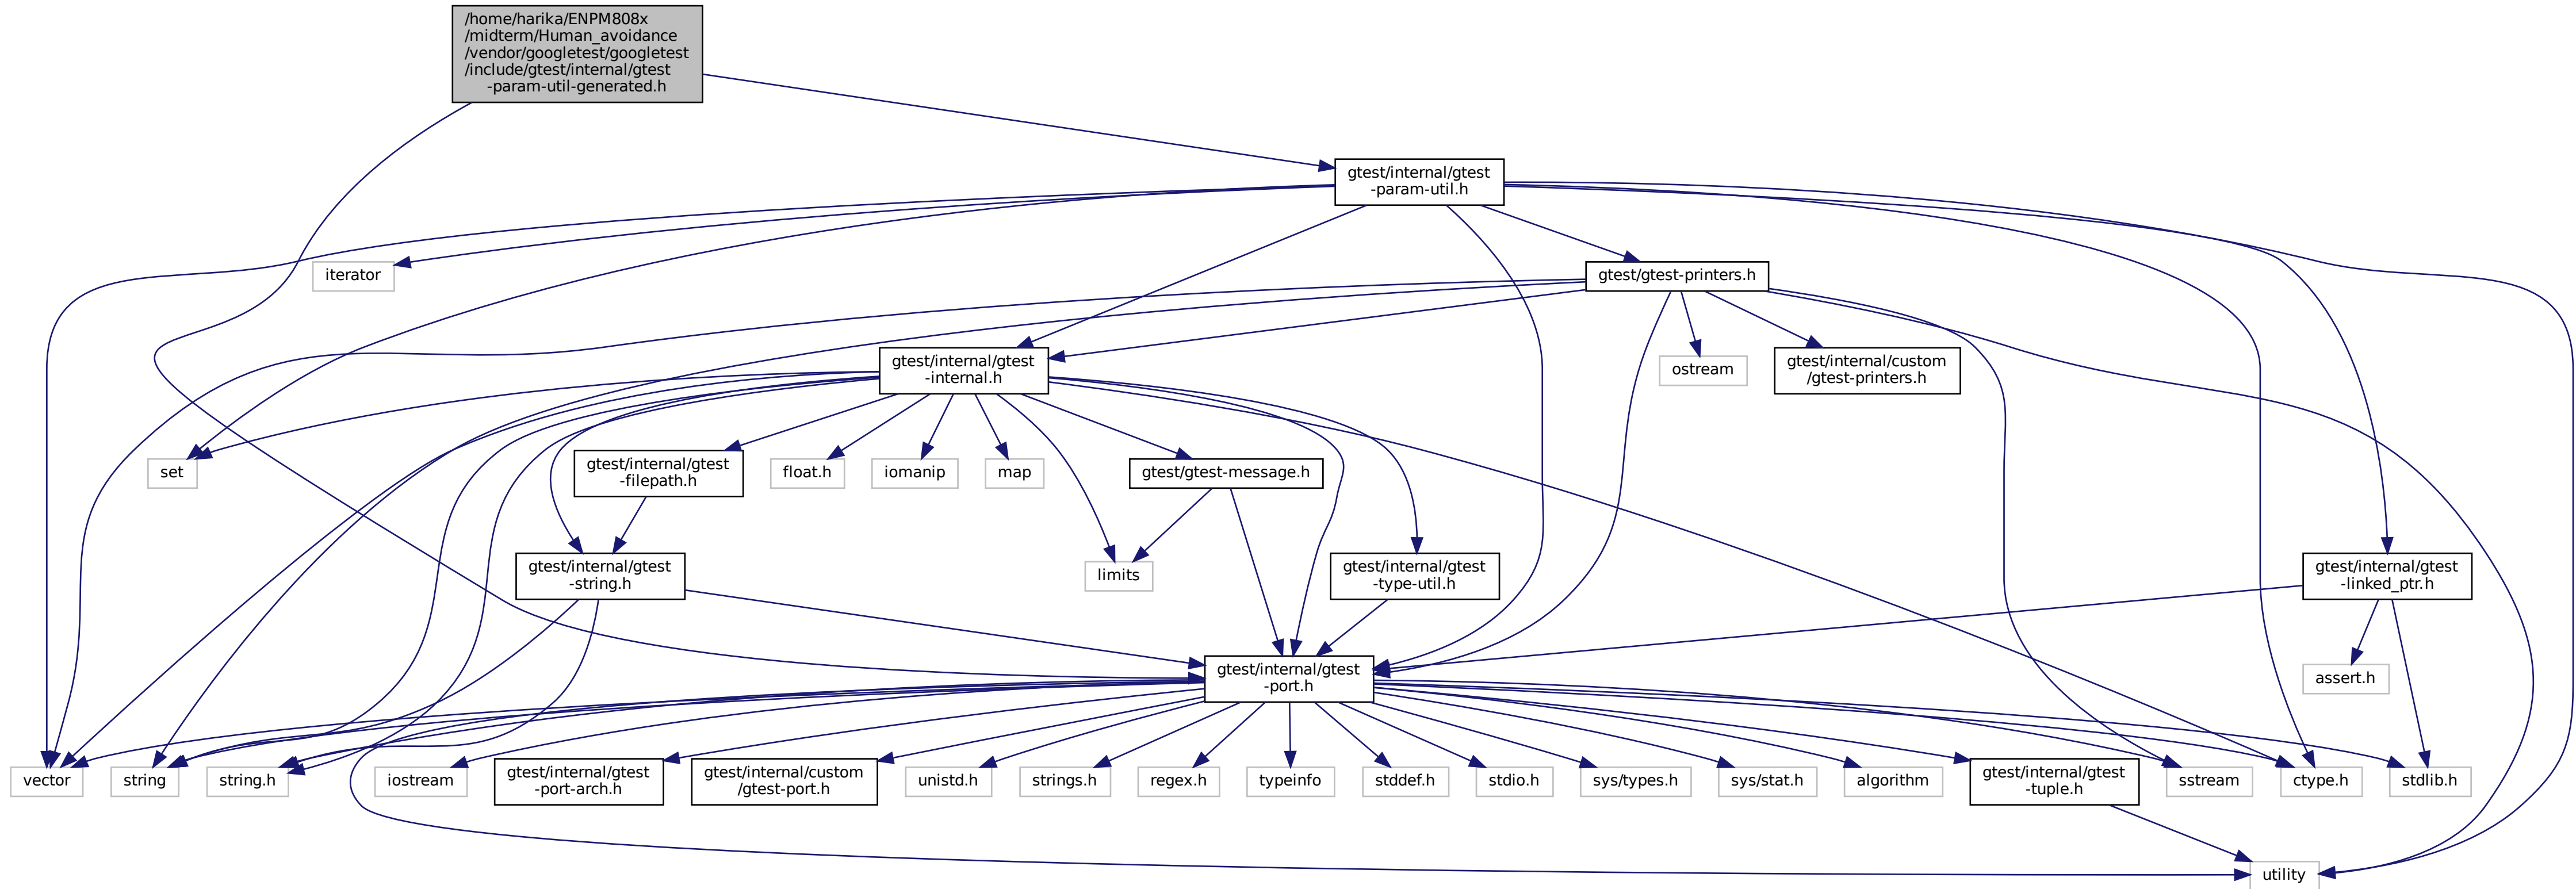 /home/harika/ENPM808x
/midterm/Human_avoidance
/vendor/googletest/googletest
/include/gtest/internal/gtest
-param-util-generated.h
gtest/internal/gtest
-param-util.h
iterator
gtest/gtest-printers.h
gtest/internal/gtest
-internal.h
ostream
gtest/internal/custom
/gtest-printers.h
set
gtest/internal/gtest
-filepath.h
float.h
iomanip
map
gtest/gtest-message.h
gtest/internal/gtest
-string.h
limits
gtest/internal/gtest
-type-util.h
gtest/internal/gtest
-linked_ptr.h
gtest/internal/gtest
-port.h
assert.h
vector
string
string.h
iostream
gtest/internal/gtest
-port-arch.h
gtest/internal/custom
/gtest-port.h
unistd.h
strings.h
regex.h
typeinfo
stddef.h
stdio.h
sys/types.h
sys/stat.h
algorithm
gtest/internal/gtest
-tuple.h
sstream
ctype.h
stdlib.h
utility